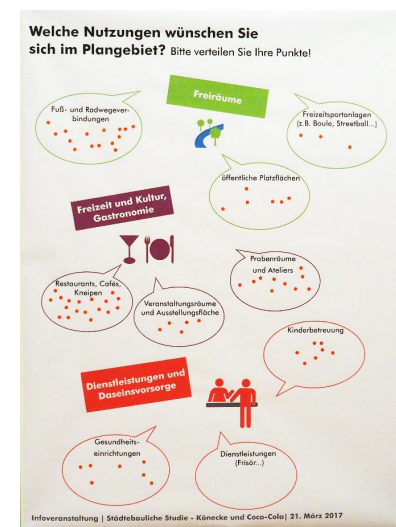 Welche Nutzungen wünschen Sie
sich im Plangebiet? Bitte verteilen Sie Ihre Punkte!
Freiräume
Fuß- und Radwegever-
bindungen
Freizeitsportanlagen
(z.B. Boule, Streetball...)
öffentliche Platzflächen
Freizeit und Kultur,
Gastronomie
Restaurants, Cafés,
Kneipen
Veranstaltungsräume
und Ausstellungsfläche
Probenräume
und Ateliers
Kinderbetreuung
Dienstleistungen und
Daseinsvorsorge
Gesundheits-
einrichtungen
Dienstleistungen
(Frisör...)
Infoveranstaltung | Städtebauliche Studie - Könecke und Coca-Cola| 21. März 2017